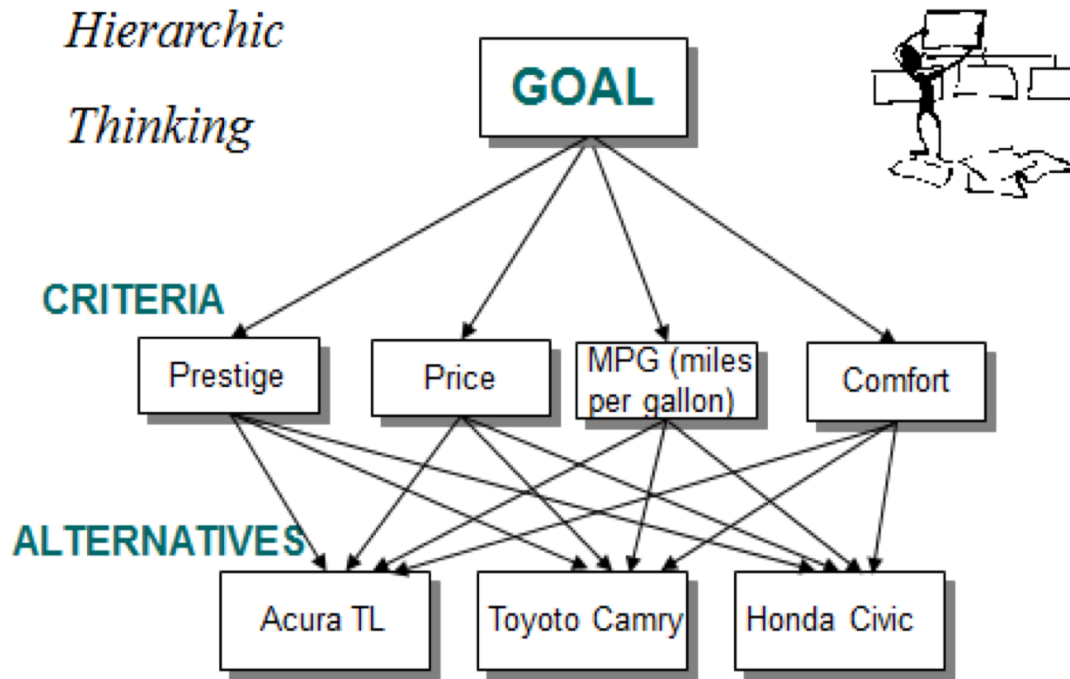 Hierarchic
Thinking
GOAL
CRITERIA
Prestige
Price
MPG (miles
per gallon)
Comfort
ALTERNATIVES
Acura TL
Toyoto Camry
Honda Civic